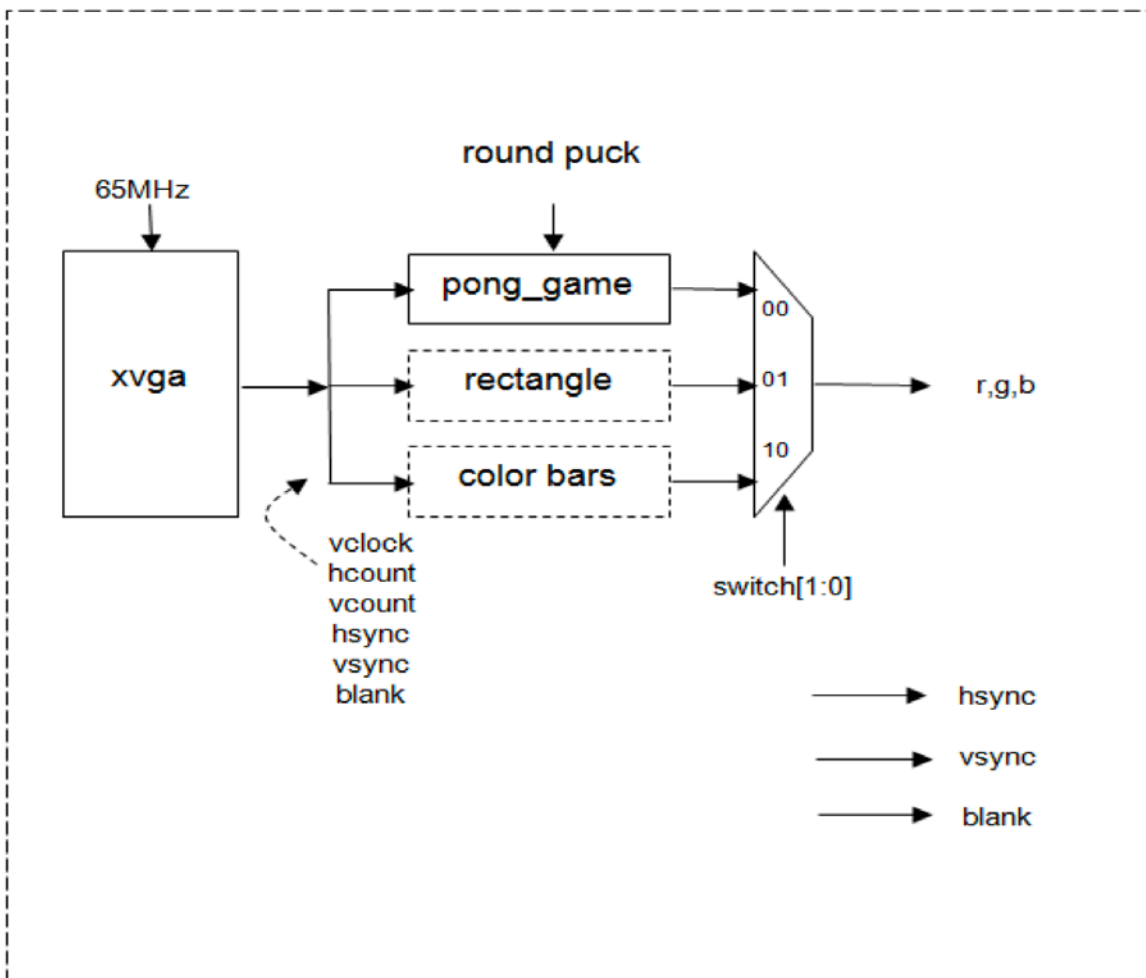 round puck
65MHz
pong_game
00
xvga
rectangle
01
r,g,b
color bars
10
vclock
hcount
vcount
hsync
vsync
blank
switch[1:0]
hsync
vsync
blank